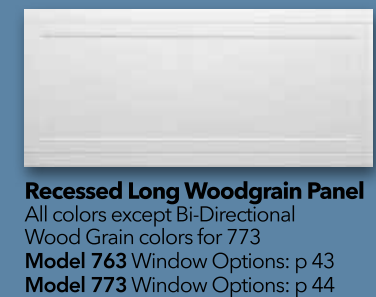 Recessed Long Woodgrain Panel
All colors except Bi-Directional
Wood Grain colors for 773
Model 763 Window Options: p 43
Model 773 Window Options: p 44